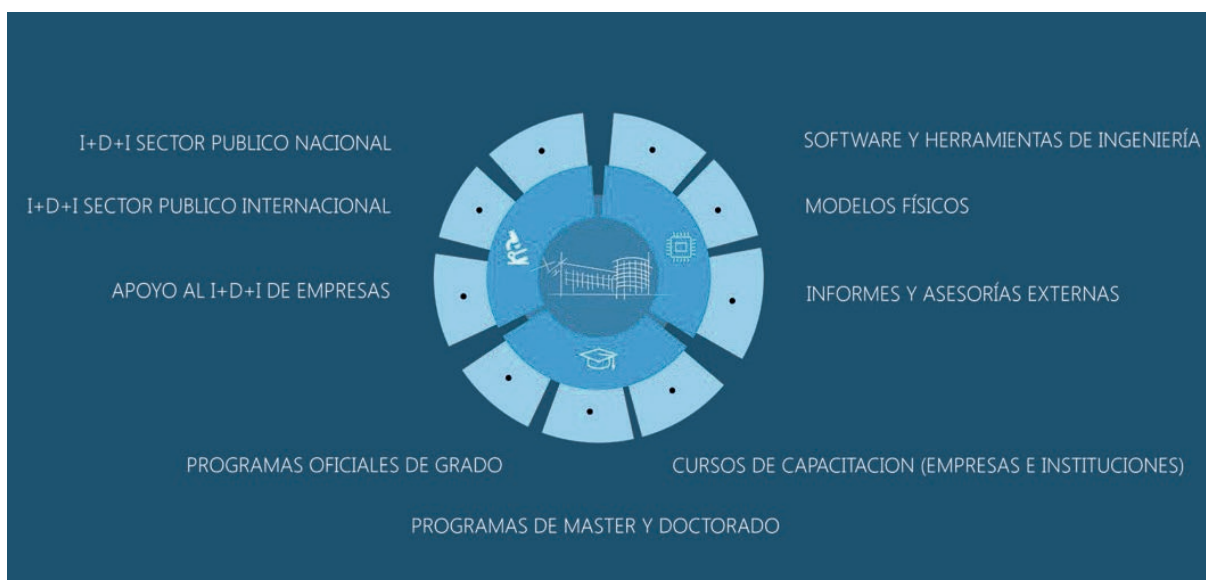 I+D+I SECTOR PUBLICO NACIONAL
I+D+I SECTOR PUBLICO INTERNACIONAL
APOYO AL I+D+I DE EMPRESAS
SOFTWARE Y HERRAMIENTAS DE INGENIERÍA
MODELOS FÍSICOS
INFORMES Y ASESORÍAS EXTERNAS
PROGRAMAS OFICIALES DE GRADO
CURSOS DE CAPACITACION (EMPRESAS E INSTITUCIONES)
PROGRAMAS DE MASTER Y DOCTORADO